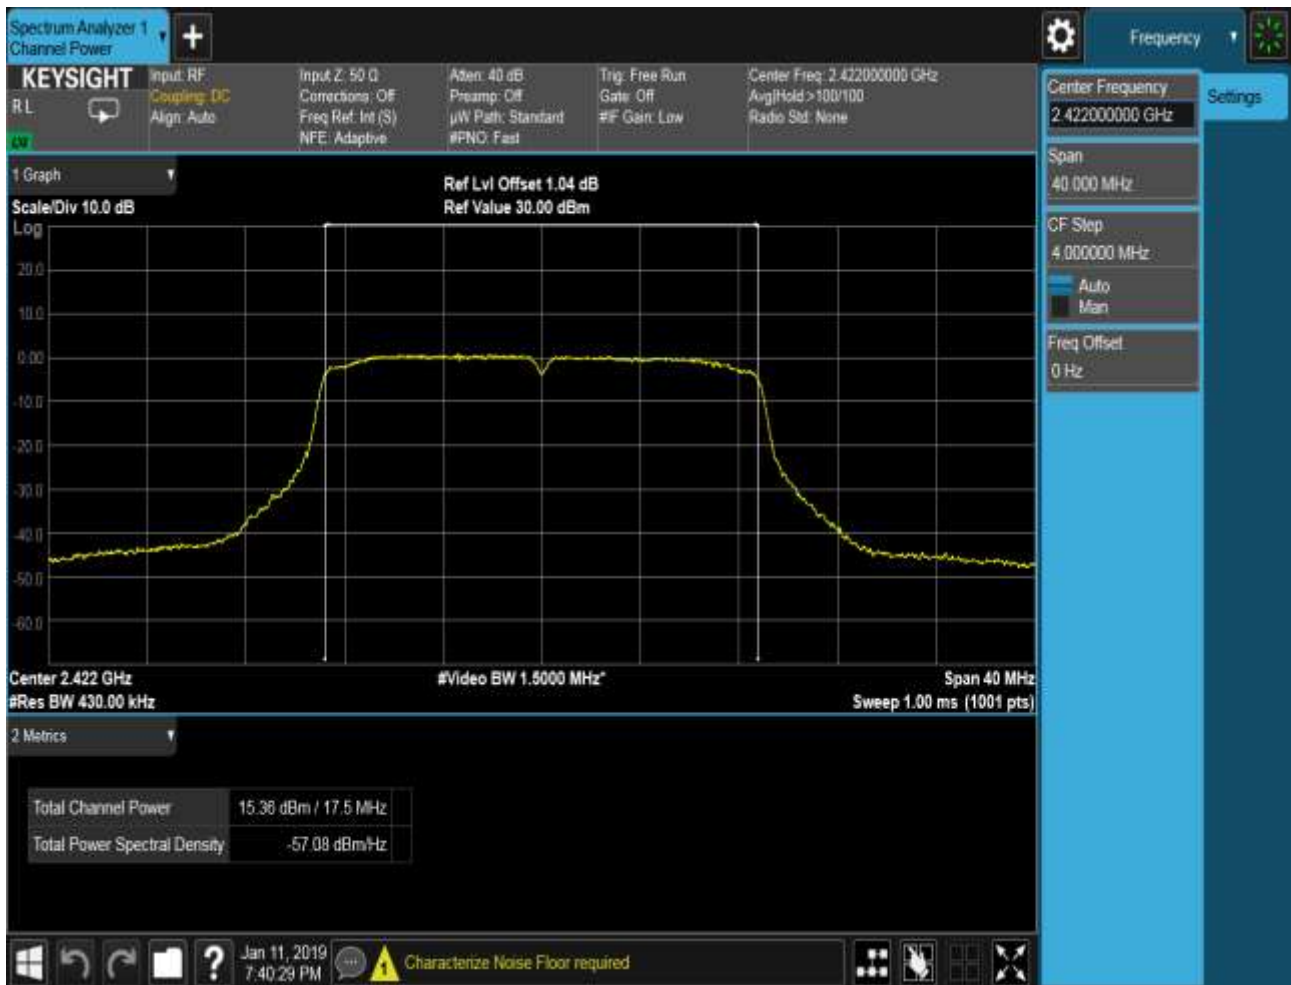 Spectrum Analyzer 1
Channel Power
+
Frequency
KEYSIGHT
R L
Input: RF
Coupling: DC
Align: Auto
Input Z: 50 Ω
Corrections: Off
Freq Ref: Int (S)
NFE: Adaptive
Atten: 40 dB
Preamp: Off
µW Path: Standard
#PNO: Fast
Trig: Free Run
Gate: Off
#IF Gain: Low
Center Freq: 2.422000000 GHz
Avg|Hold:>100/100
Radio Std: None
Center Frequency
2.422000000 GHz
Settings
Span
40.000 MHz
CF Step
4.000000 MHz
Auto
Man
Freq Offset
0 Hz
1 Graph
Scale/Div 10.0 dB
Ref Lvl Offset 1.04 dB
Ref Value 30.00 dBm
Log
20.0
10.0
0.00
-10.0
-20.0
-30.0
-40.0
-50.0
-60.0
Center 2.422 GHz
#Video BW 1.5000 MHz*
Span 40 MHz
#Res BW 430.00 kHz
Sweep 1.00 ms (1001 pts)
2 Metrics
Total Channel Power 15.36 dBm / 17.5 MHz
Total Power Spectral Density -57.08 dBm/Hz
?
Jan 11, 2019
7:40:29 PM
1
Characterize Noise Floor required